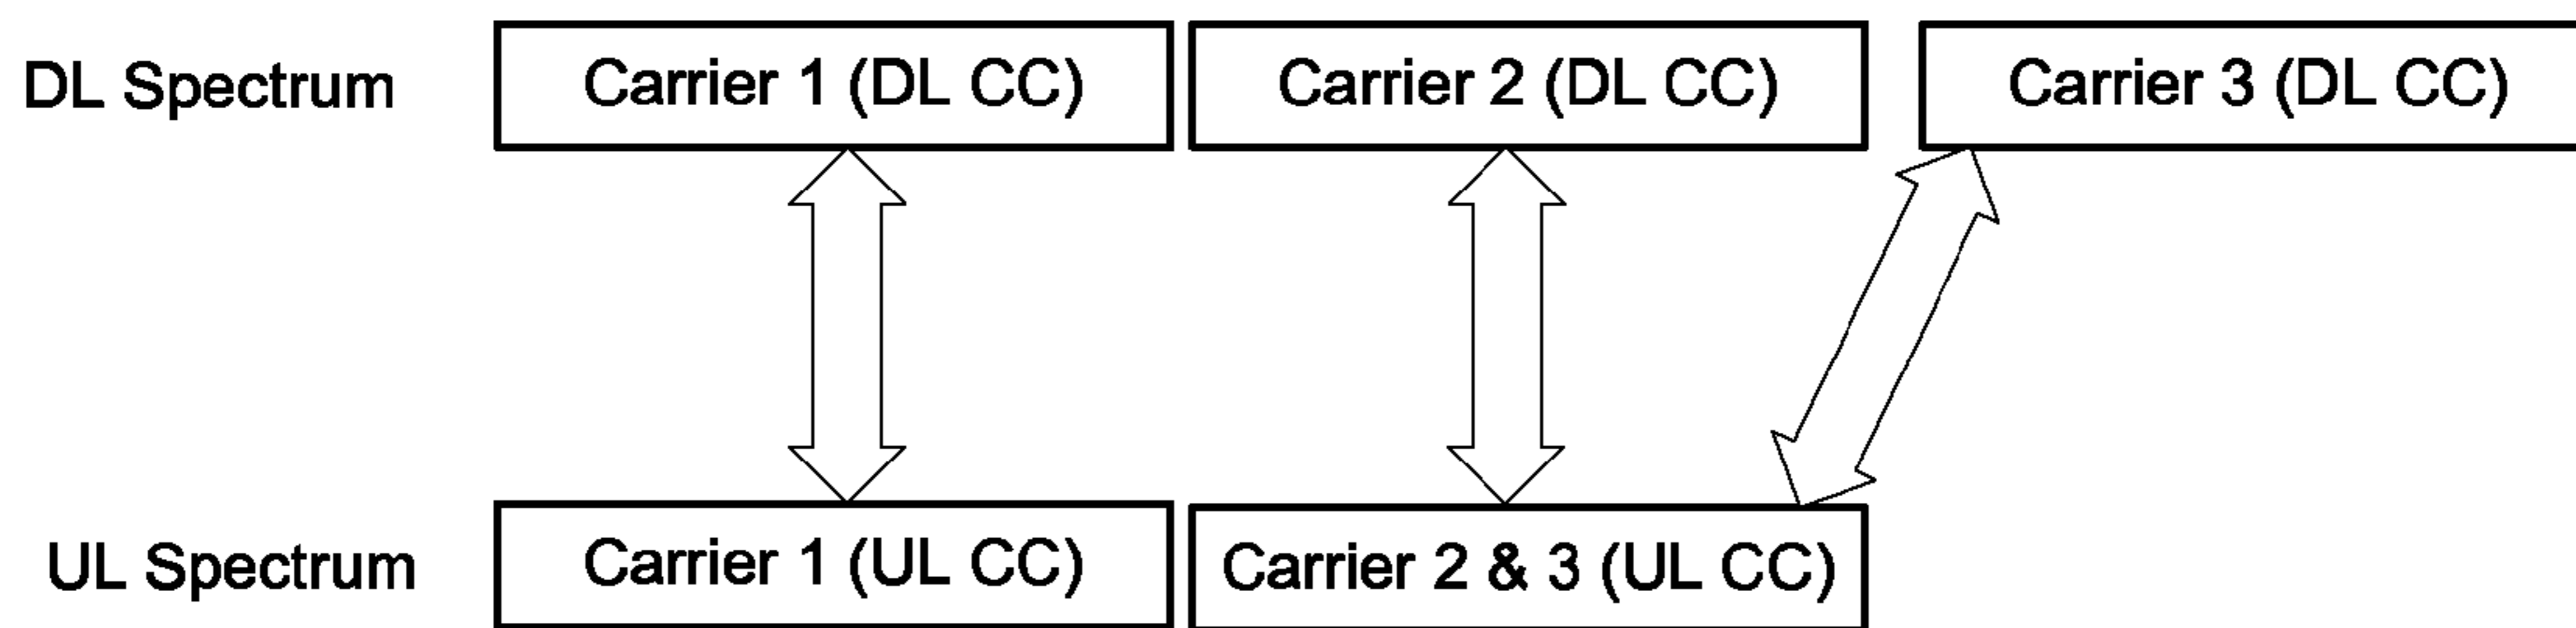 DL Spectrum Carrier 1 (DL CC) Carrier 2 (DL CC) Carrier 3 (DL CC)
UL Spectrum Carrier 1 (UL CC) Carrier 2 & 3 (UL CC)